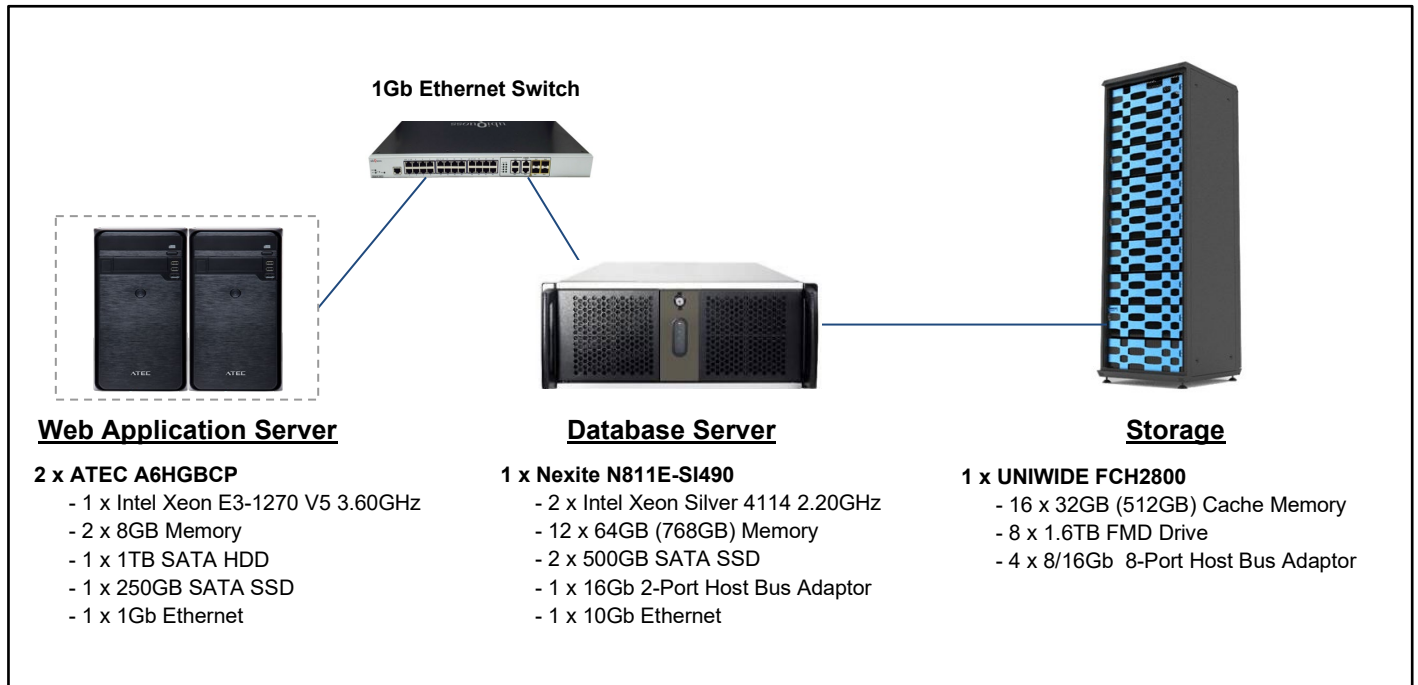 1Gb Ethernet Switch
ubiQuoss
ATEC ATEC
Web Application Server
2 x ATEC A6HGBCP
- 1 x Intel Xeon E3-1270 V5 3.60GHz
- 2 x 8GB Memory
- 1 x 1TB SATA HDD
- 1 x 250GB SATA SSD
- 1 x 1Gb Ethernet
Database Server
1 x Nexite N811E-SI490
- 2 x Intel Xeon Silver 4114 2.20GHz
- 12 x 64GB (768GB) Memory
- 2 x 500GB SATA SSD
- 1 x 16Gb 2-Port Host Bus Adaptor
- 1 x 10Gb Ethernet
Storage
1 x UNIWIDE FCH2800
- 16 x 32GB (512GB) Cache Memory
- 8 x 1.6TB FMD Drive
- 4 x 8/16Gb  8-Port Host Bus Adaptor